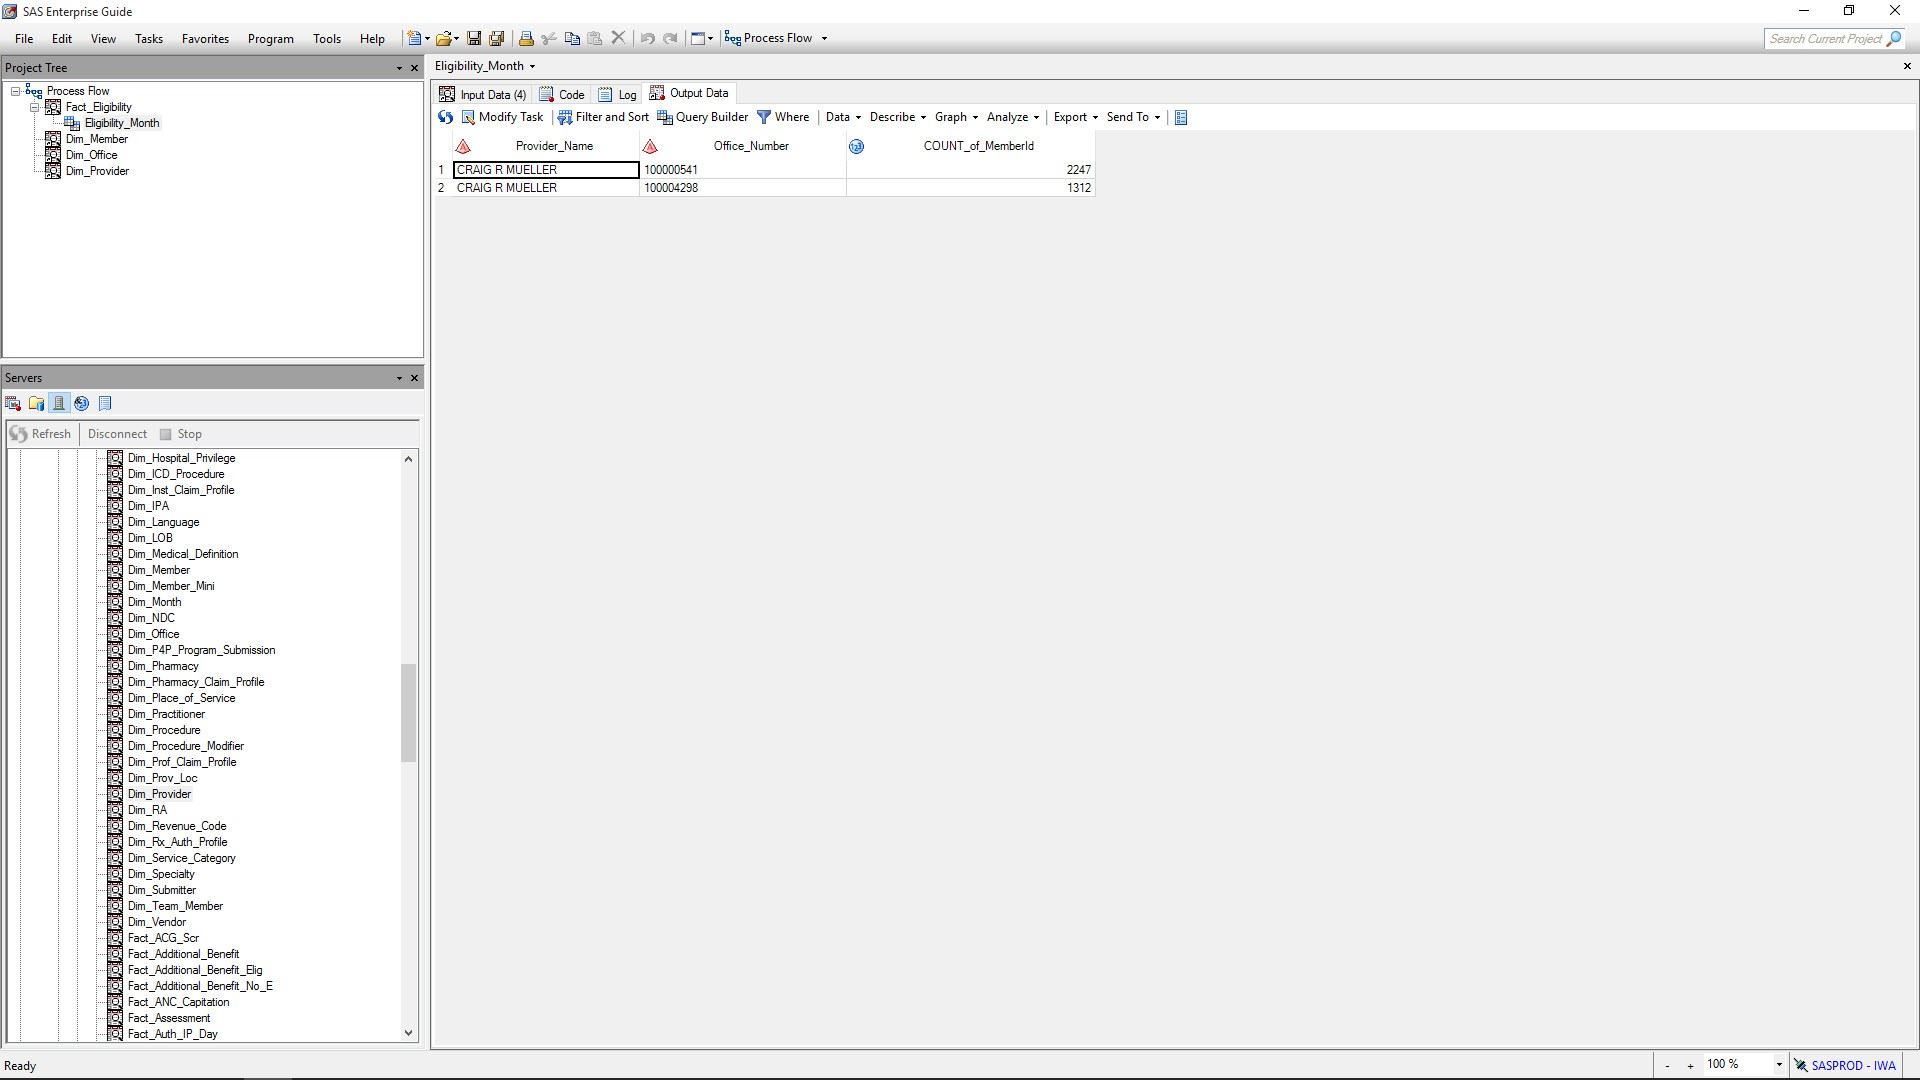 SAS Enterprise Guide
File Edit View Tasks Favorites Program Tools Help Process Flow Search Current Project
Project Tree
Process Flow
Fact_Eligibility
Eligibility_Month
Dim_Member
Dim_Office
Dim_Provider
Servers
Refresh Disconnect Stop
Dim_Hospital_Privilege
Dim_ICD_Procedure
Dim_Inst_Claim_Profile
Dim_IPA
Dim_Language
Dim_LOB
Dim_Medical_Definition
Dim_Member
Dim_Member_Mini
Dim_Month
Dim_NDC
Dim_Office
Dim_P4P_Program_Submission
Dim_Pharmacy
Dim_Pharmacy_Claim_Profile
Dim_Place_of_Service
Dim_Practitioner
Dim_Procedure
Dim_Procedure_Modifier
Dim_Prof_Claim_Profile
Dim_Prov_Loc
Dim_Provider
Dim_RA
Dim_Revenue_Code
Dim_Rx_Auth_Profile
Dim_Service_Category
Dim_Specialty
Dim_Submitter
Dim_Team_Member
Dim_Vendor
Fact_ACG_Scr
Fact_Additional_Benefit
Fact_Additional_Benefit_Elig
Fact_Additional_Benefit_No_E
Fact_ANC_Capitation
Fact_Assessment
Fact_Auth_IP_Day
Eligibility_Month
Input Data (4) Code Log Output Data
Modify Task Filter and Sort Query Builder Where Data Describe Graph Analyze Export Send To
Provider_Name Office_Number COUNT_of_MemberId
1 CRAIG R MUELLER 100000541 2247
2 CRAIG R MUELLER 100004298 1312
Ready - + 100 % SASPROD - IWA